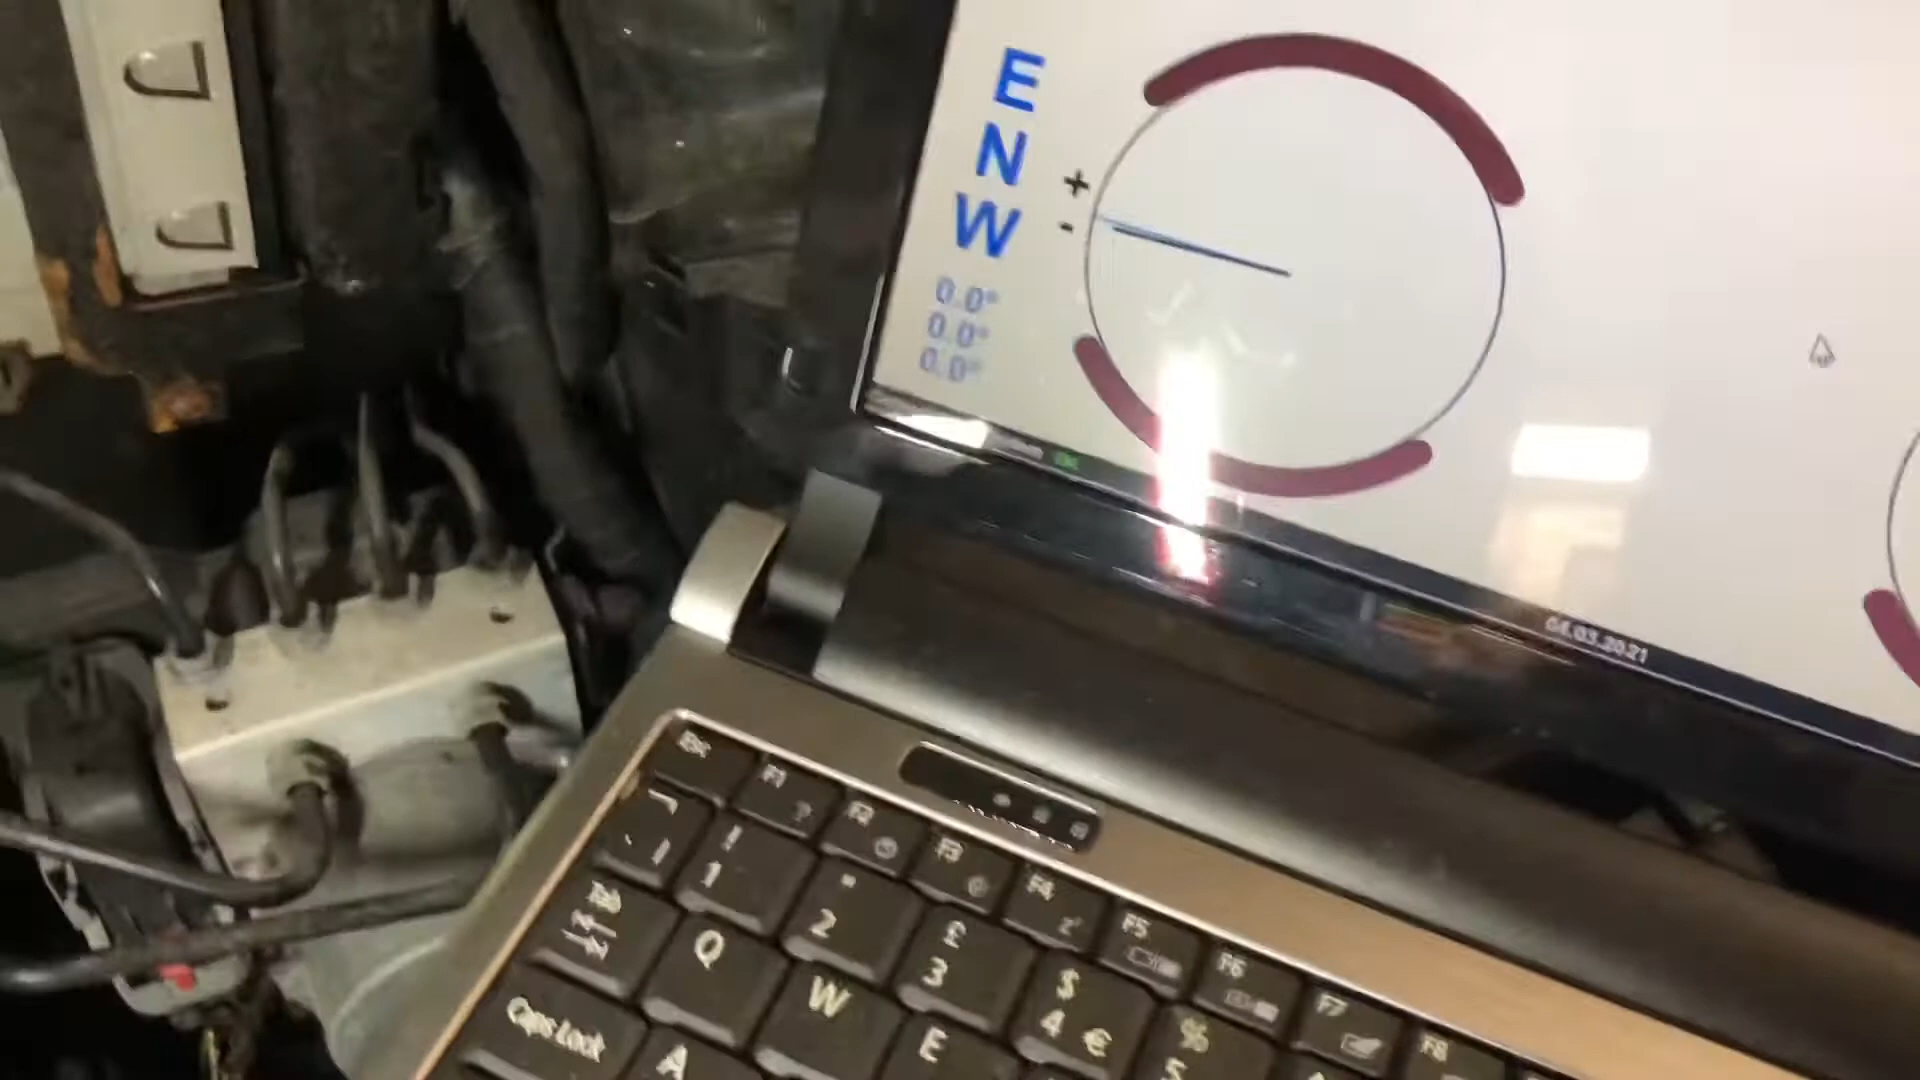 E
N
W
+
-
0.0°
0.0°
0.0°
OK
04.03.2021
Esc
F1 ?
F2
F3
F4 z
F5
F6
F7
F8
¬ ` ¦
! 1
" 2
£ 3
$ 4 €
% 5
Tab
Q
W
E
Caps Lock
A